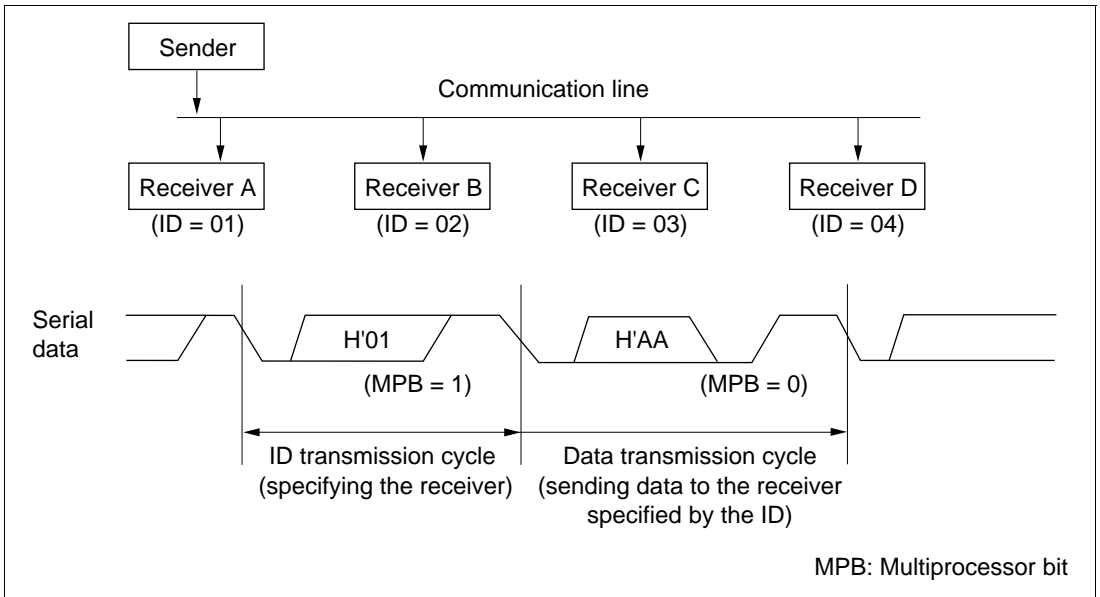 Sender
Communication line
Receiver A
Receiver B
Receiver C
Receiver D
(ID = 01)
(ID = 02)
(ID = 03)
(ID = 04)
Serial
data
H'01
H'AA
(MPB = 1)
(MPB = 0)
ID transmission cycle
(specifying the receiver)
Data transmission cycle
(sending data to the receiver
specified by the ID)
MPB: Multiprocessor bit